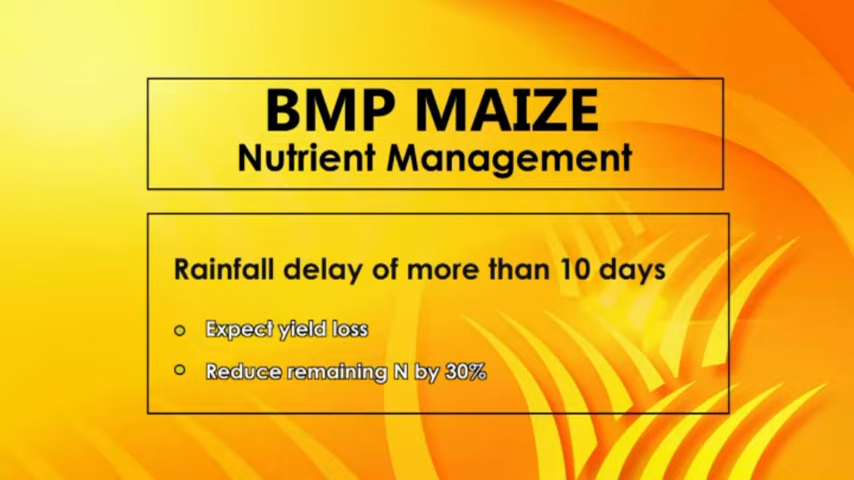 BMP MAIZE
Nutrient Management
Rainfall delay of more than 10 days
Expect yield loss
Reduce remaining N by 30%